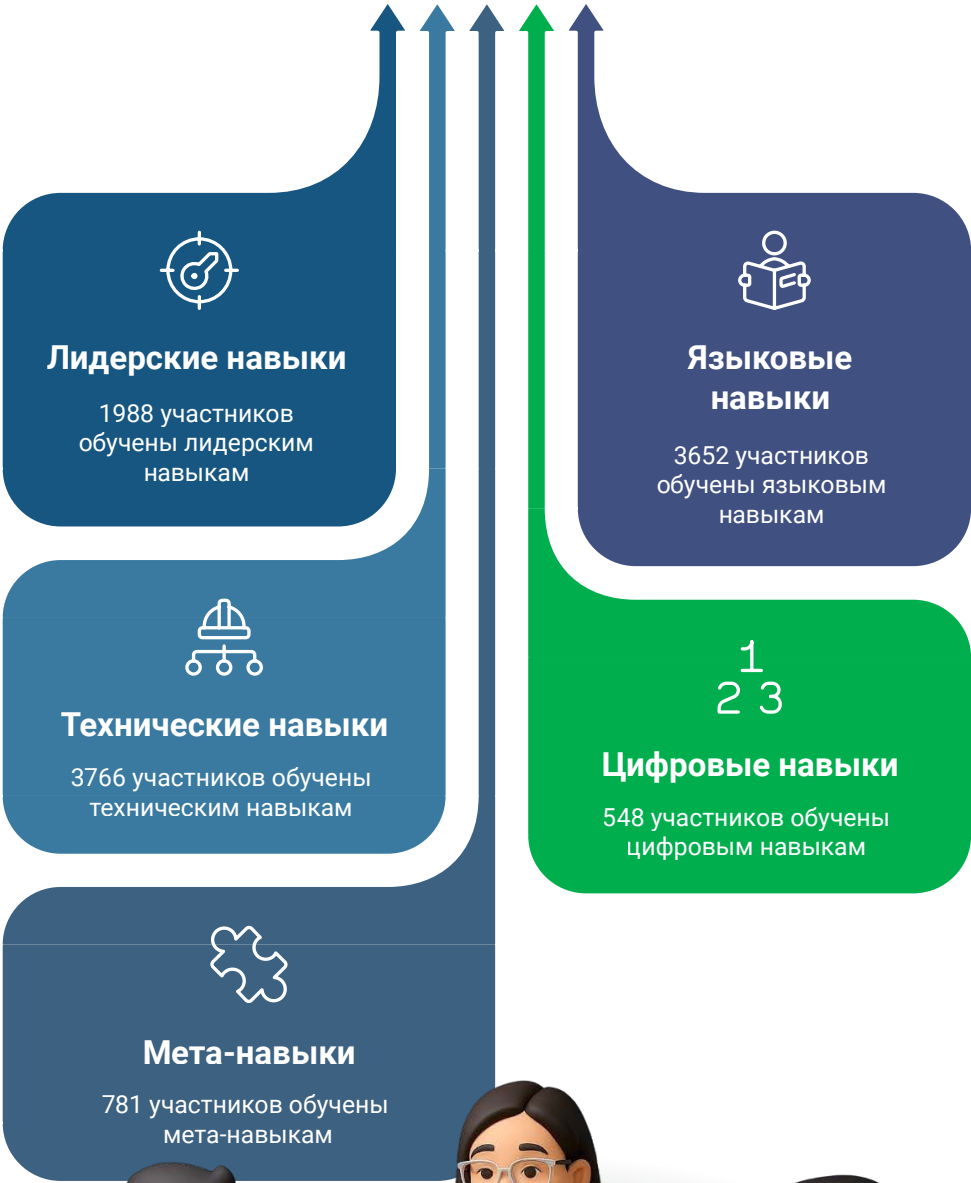 Лидерские навыки
1988 участников
обучены лидерским
навыкам
Языковые
навыки
3652 участников
обучены языковым
навыкам
Технические навыки
3766 участников обучены
техническим навыкам
1
2 3
Цифровые навыки
548 участников обучены
цифровым навыкам
Мета-навыки
781 участников обучены
мета-навыкам